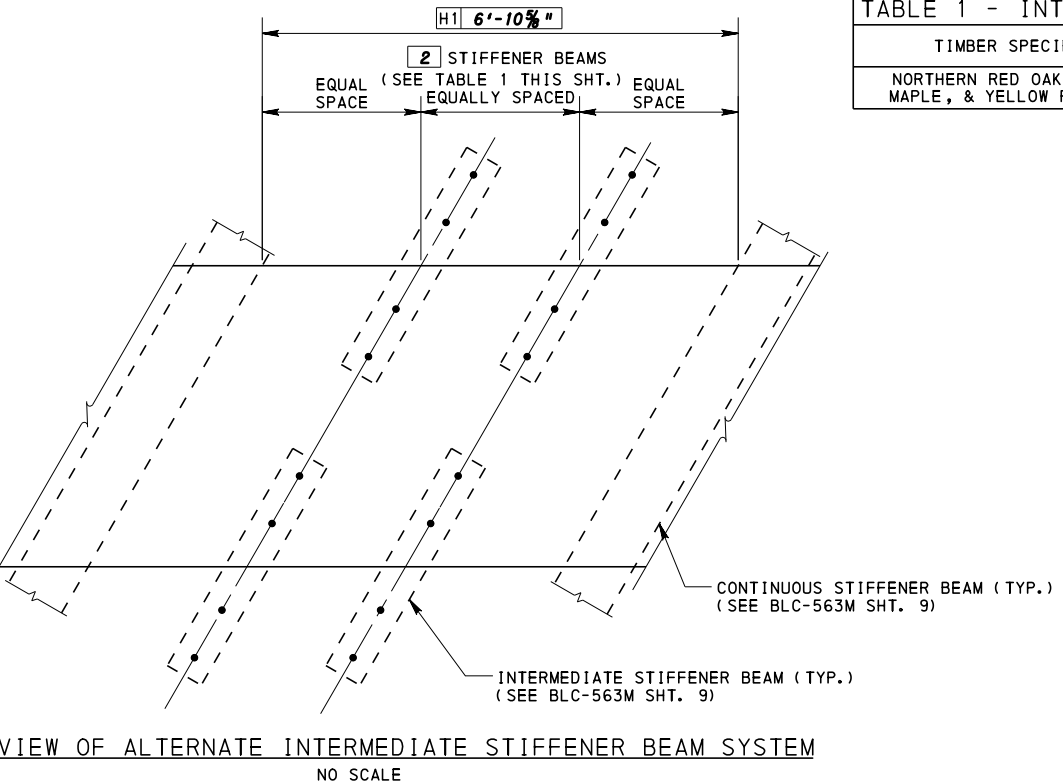 H1 6'-10⅝"
2 STIFFENER BEAMS
(SEE TABLE 1 THIS SHT.)
EQUALLY SPACED
EQUAL SPACE
EQUAL SPACE
TABLE 1 - INT
TIMBER SPECI
NORTHERN RED OAK
MAPLE, & YELLOW
CONTINUOUS STIFFENER BEAM (TYP.)
(SEE BLC-563M SHT. 9)
INTERMEDIATE STIFFENER BEAM (TYP.)
(SEE BLC-563M SHT. 9)
VIEW OF ALTERNATE INTERMEDIATE STIFFENER BEAM SYSTEM
NO SCALE